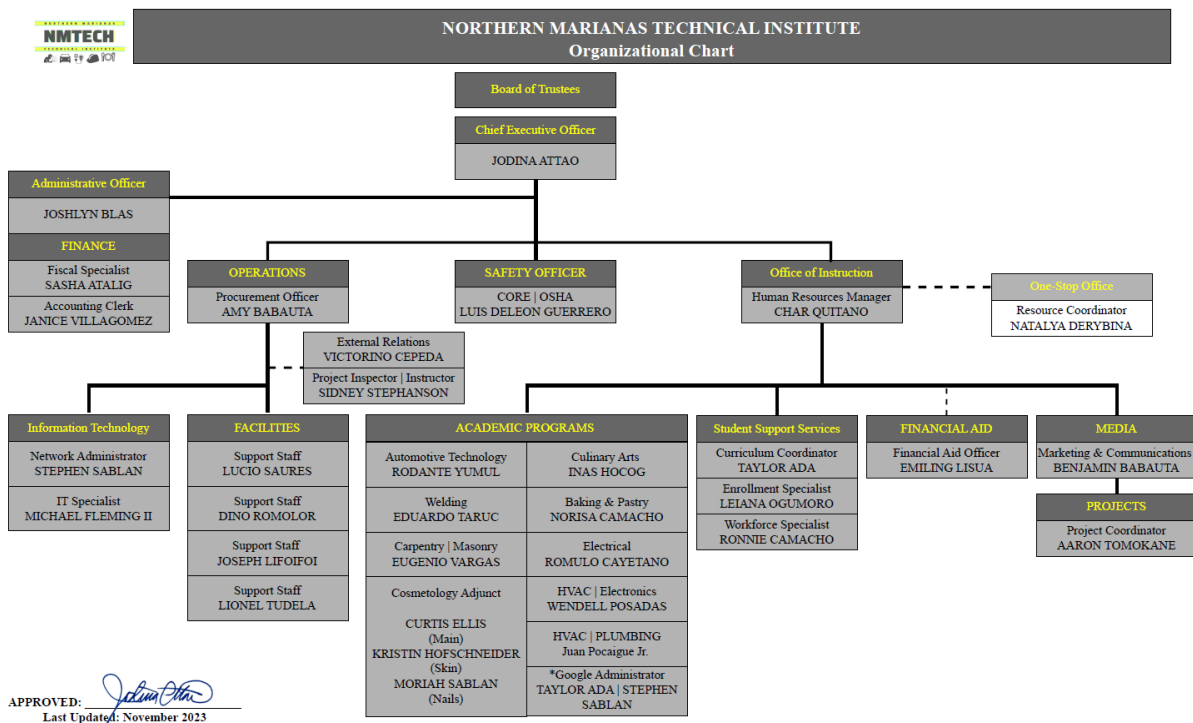 NORTHERN MARIANAS
NMTECH
TECHNICAL INSTITUTE
NORTHERN MARIANAS TECHNICAL INSTITUTE
Organizational Chart
Board of Trustees
Chief Executive Officer
JODINA ATTAO
Administrative Officer
JOSHLYN BLAS
FINANCE
Fiscal Specialist
SASHA ATALIG
Accounting Clerk
JANICE VILLAGOMEZ
OPERATIONS
Procurement Officer
AMY BABAUTA
SAFETY OFFICER
CORE | OSHA
LUIS DELEON GUERRERO
Office of Instruction
Human Resources Manager
CHAR QUITANO
One-Stop Office
Resource Coordinator
NATALYA DERYBINA
External Relations
VICTORINO CEPEDA
Project Inspector | Instructor
SIDNEY STEPHANSON
Information Technology
Network Administrator
STEPHEN SABLAN
IT Specialist
MICHAEL FLEMING II
FACILITIES
Support Staff
LUCIO SAURES
Support Staff
DINO ROMOLOR
Support Staff
JOSEPH LIFOIFOI
Support Staff
LIONEL TUDELA
ACADEMIC PROGRAMS
Automotive Technology
RODANTE YUMUL
Welding
EDUARDO TARUC
Carpentry | Masonry
EUGENIO VARGAS
Cosmetology Adjunct
CURTIS ELLIS
(Main)
KRISTIN HOFSCHNEIDER
(Skin)
MORIAH SABLAN
(Nails)
Culinary Arts
INAS HOCOG
Baking & Pastry
NORISA CAMACHO
Electrical
ROMULO CAYETANO
HVAC | Electronics
WENDELL POSADAS
HVAC | PLUMBING
Juan Pocaigue Jr.
*Google Administrator
TAYLOR ADA | STEPHEN
SABLAN
Student Support Services
Curriculum Coordinator
TAYLOR ADA
Enrollment Specialist
LEIANA OGUMORO
Workforce Specialist
RONNIE CAMACHO
FINANCIAL AID
Financial Aid Officer
EMILING LISUA
MEDIA
Marketing & Communications
BENJAMIN BABAUTA
PROJECTS
Project Coordinator
AARON TOMOKANE
APPROVED: Jodina Attao
Last Updated: November 2023